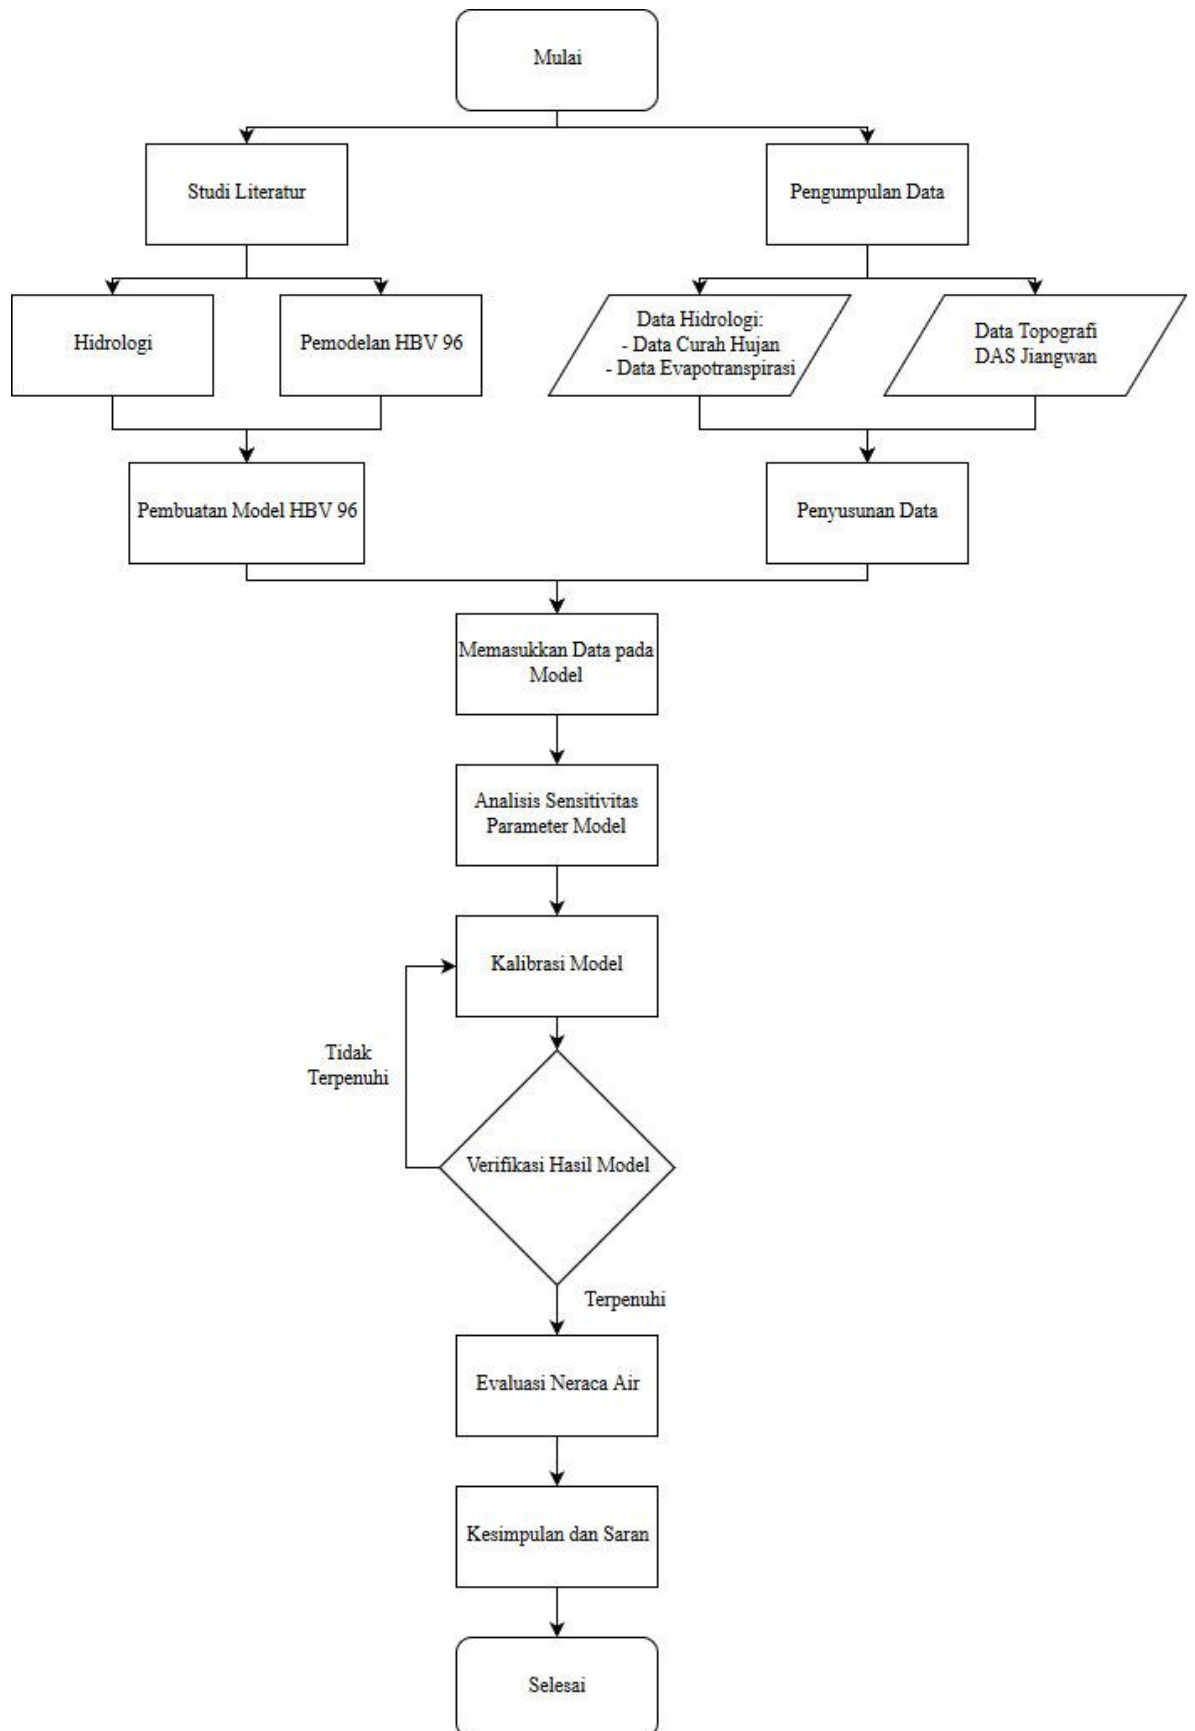 Mulai
Studi Literatur
Pengumpulan Data
Hidrologi
Pemodelan HBV 96
Data Hidrologi:
- Data Curah Hujan
- Data Evapotranspirasi
Data Topografi
DAS Jiangwan
Pembuatan Model HBV 96
Penyusunan Data
Memasukkan Data pada
Model
Analisis Sensitivitas
Parameter Model
Kalibrasi Model
Tidak
Terpenuhi
Verifikasi Hasil Model
Terpenuhi
Evaluasi Neraca Air
Kesimpulan dan Saran
Selesai